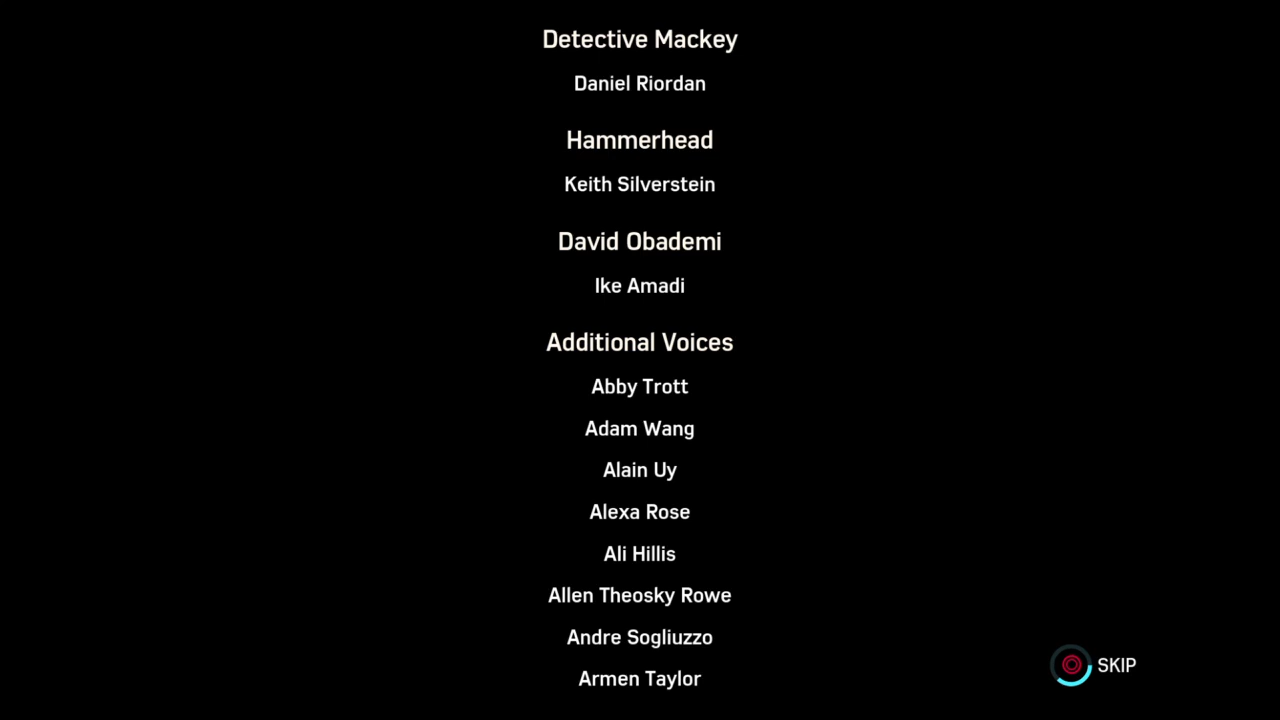 Detective Mackey
Daniel Riordan
Hammerhead
Keith Silverstein
David Obademi
Ike Amadi
Additional Voices
Abby Trott
Adam Wang
Alain Uy
Alexa Rose
Ali Hillis
Allen Theosky Rowe
Andre Sogliuzzo
SKIP
Armen Taylor